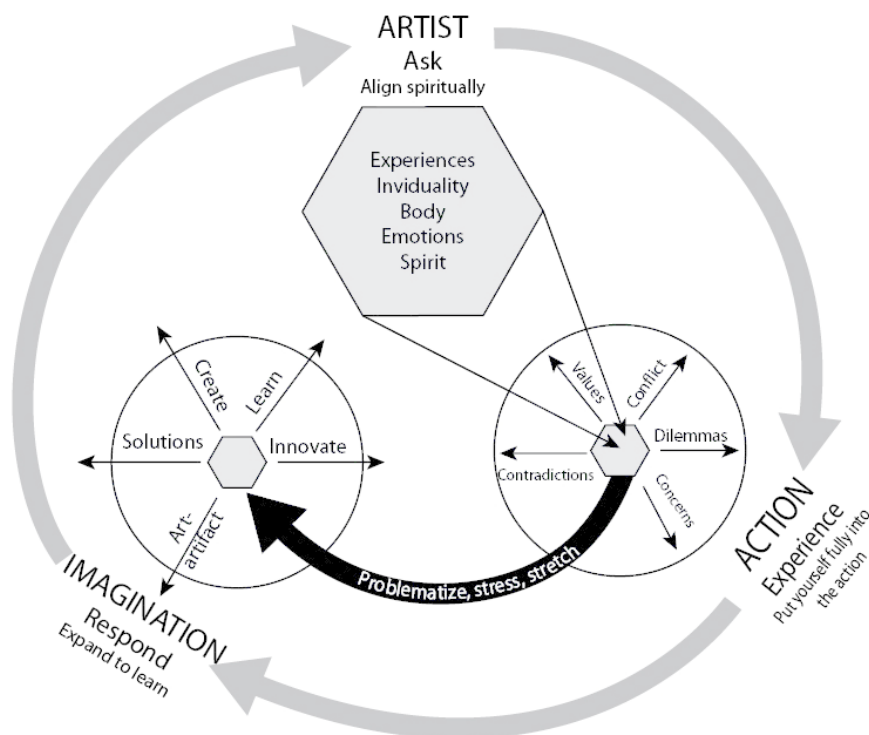 ARTIST
Ask
Align spiritually
Experiences
Inviduality
Body
Emotions
Spirit
Create
Learn
Solutions
Innovate
Art-
artifact
Values
Conflict
Dilemmas
Contradictions
Concerns
Problematize, stress, stretch
ACTION
Experience
Put yourself fully into
the action
IMAGINATION
Respond
Expand to learn